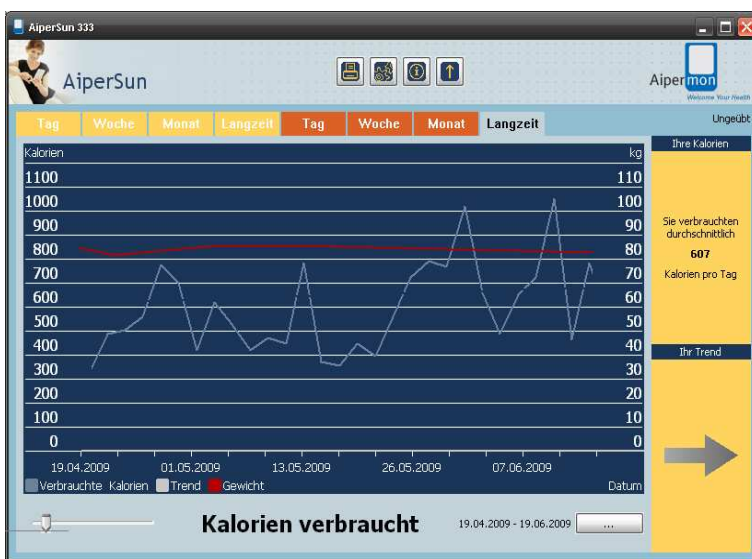 AiperSun 333
AiperSun
Aipermon
Welcome Your Health
Tag Woche Monat Langzeit Tag Woche Monat Langzeit
Ungeübt
Kalorien kg
1100 110
1000 100
900 90
800 80
700 70
600 60
500 50
400 40
300 30
200 20
100 10
0 0
19.04.2009 01.05.2009 13.05.2009 26.05.2009 07.06.2009
Verbrauchte Kalorien Trend Gewicht Datum
Ihre Kalorien
Sie verbrauchten
durchschnittlich
607
Kalorien pro Tag
Ihr Trend
Kalorien verbraucht 19.04.2009 - 19.06.2009 ...